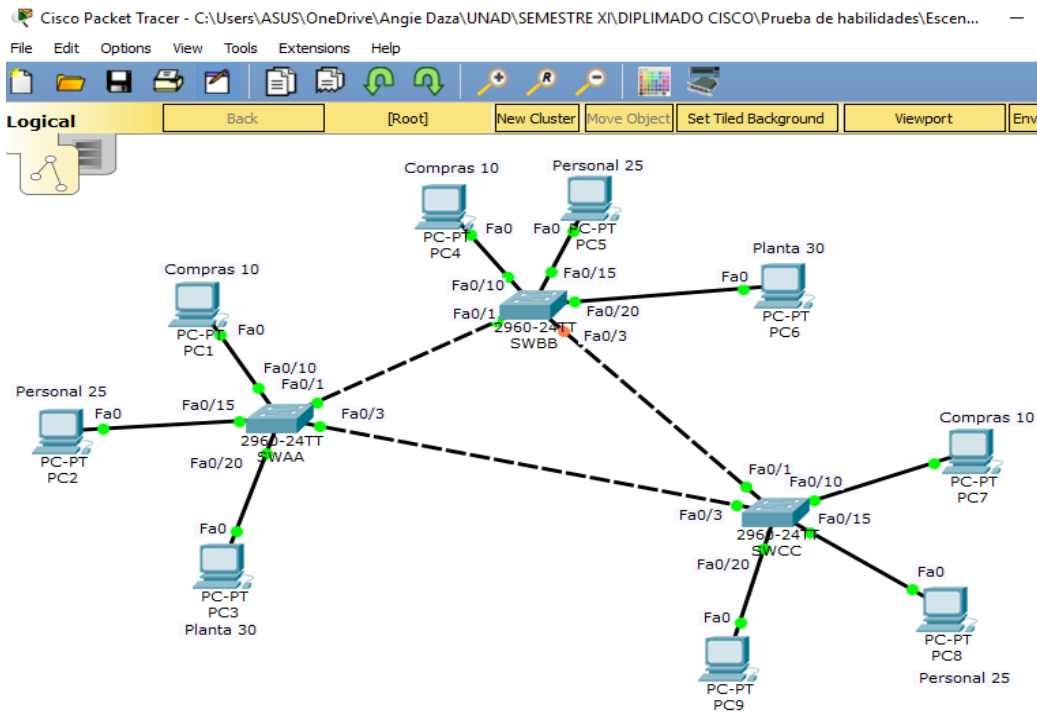 Cisco Packet Tracer - C:\Users\ASUS\OneDrive\Angie Daza\UNAD\SEMESTRE XI\DIPLIMADO CISCO\Prueba de habilidades\Escen...
File Edit Options View Tools Extensions Help
Logical Back [Root] New Cluster Move Object Set Tiled Background Viewport Env
Compras 10
Personal 25
PC-PT
PC4
Fa0
Fa0
PC-PT
PC5
Planta 30
Fa0
PC-PT
PC6
Fa0/10
Fa0/15
Fa0/20
Fa0/1
2960-24TT
SWBB
Fa0/3
Compras 10
PC-PT
PC1
Fa0
Fa0/10
Fa0/1
Personal 25
Fa0
PC-PT
PC2
Fa0/15
Fa0/3
2960-24TT
SWAA
Fa0/20
Fa0
PC-PT
PC3
Planta 30
Compras 10
PC-PT
PC7
Fa0
Fa0/1
Fa0/10
Fa0/3
Fa0/15
2960-24TT
SWCC
Fa0/20
Fa0
PC-PT
PC8
Personal 25
Fa0
PC-PT
PC9